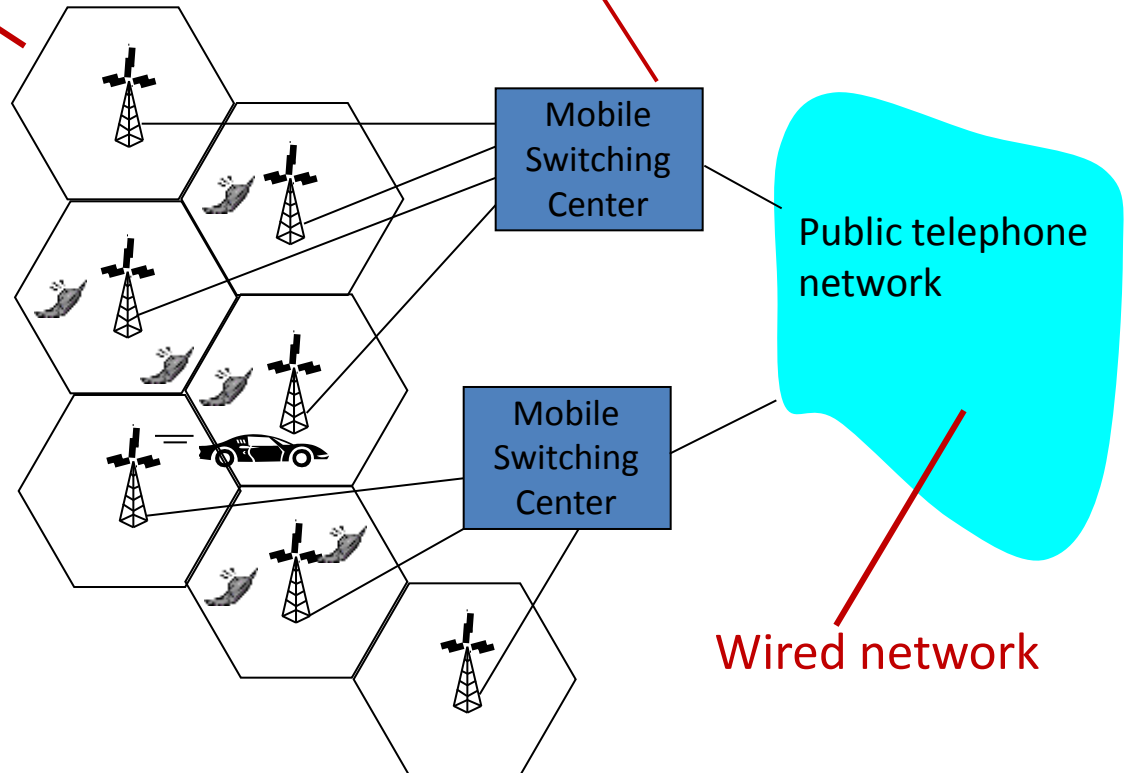 Mobile
Switching
Center
Public telephone
network
Mobile
Switching
Center
Wired network